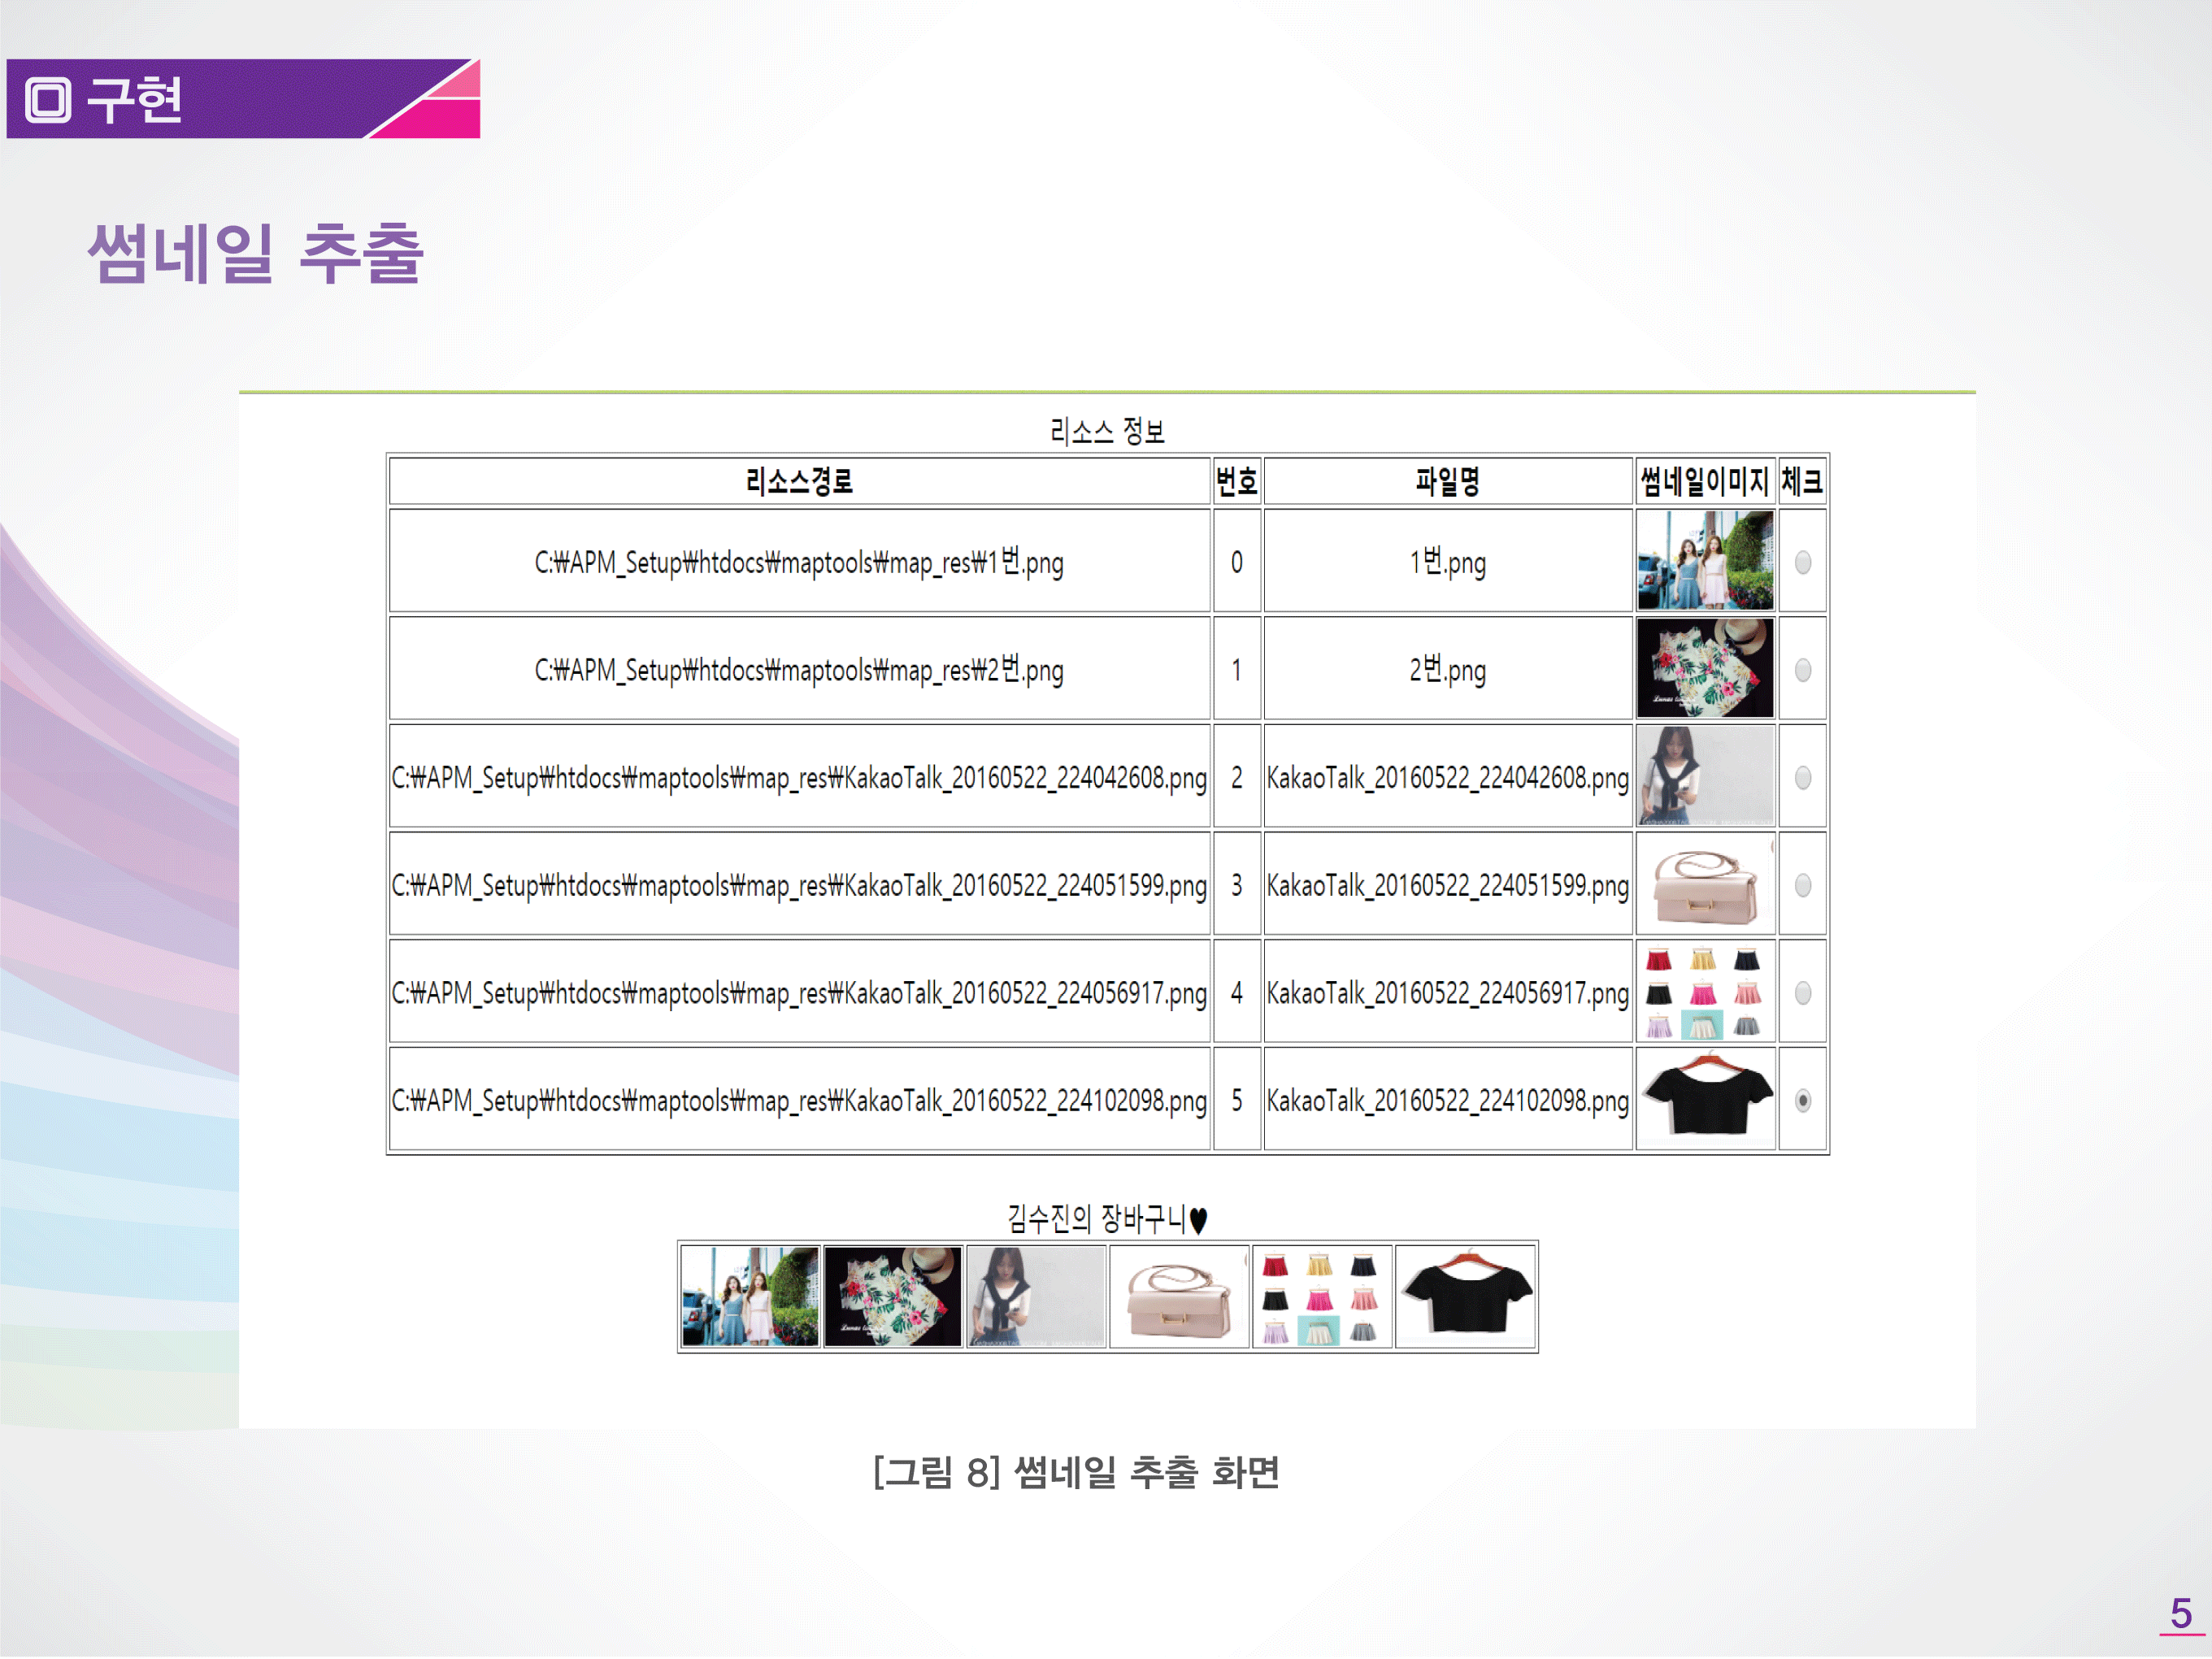 구현
썸네일 추출
리소스 정보
리소스경로 번호 파일명 썸네일이미지 체크
C:₩APM_Setup₩htdocs₩maptools₩map_res₩1번.png 0 1번.png
C:₩APM_Setup₩htdocs₩maptools₩map_res₩2번.png 1 2번.png
C:₩APM_Setup₩htdocs₩maptools₩map_res₩KakaoTalk_20160522_224042608.png 2 KakaoTalk_20160522_224042608.png
C:₩APM_Setup₩htdocs₩maptools₩map_res₩KakaoTalk_20160522_224051599.png 3 KakaoTalk_20160522_224051599.png
C:₩APM_Setup₩htdocs₩maptools₩map_res₩KakaoTalk_20160522_224056917.png 4 KakaoTalk_20160522_224056917.png
C:₩APM_Setup₩htdocs₩maptools₩map_res₩KakaoTalk_20160522_224102098.png 5 KakaoTalk_20160522_224102098.png
김수진의 장바구니♥
[그림 8] 썸네일 추출 화면
5